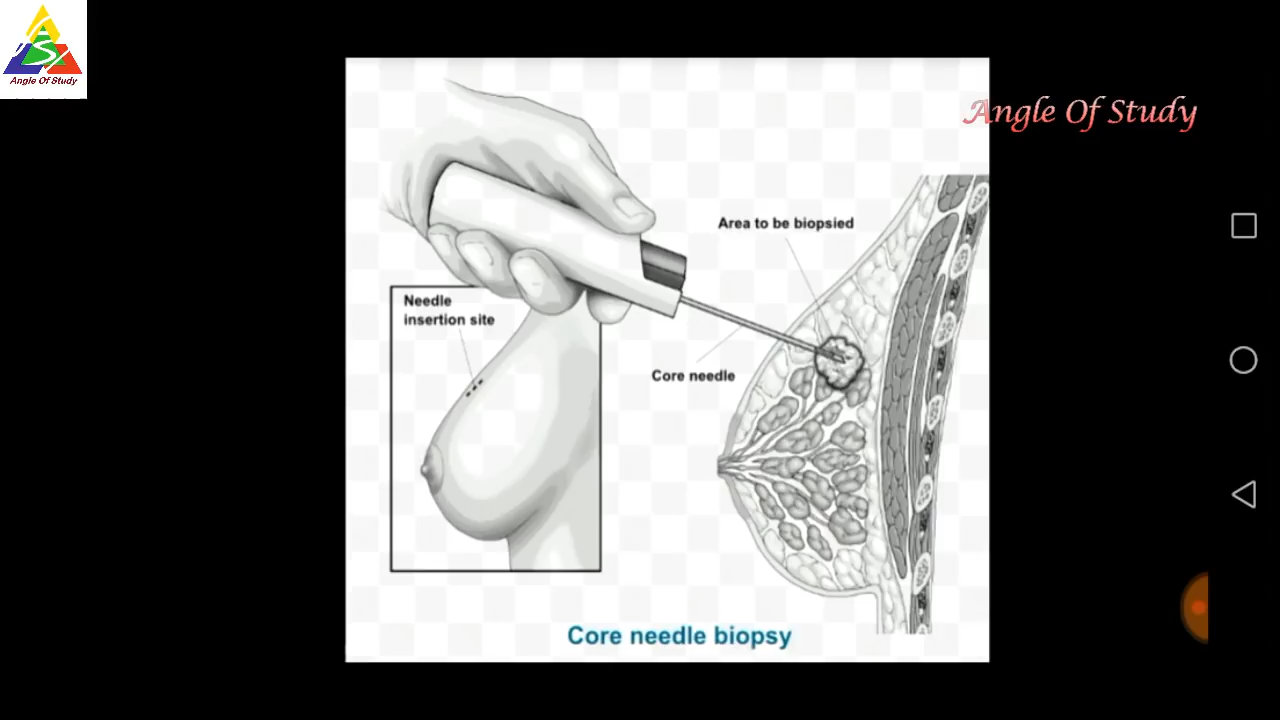 Angle Of Study
Angle Of Study
Area to be biopsied
Needle
insertion site
Core needle
Core needle biopsy